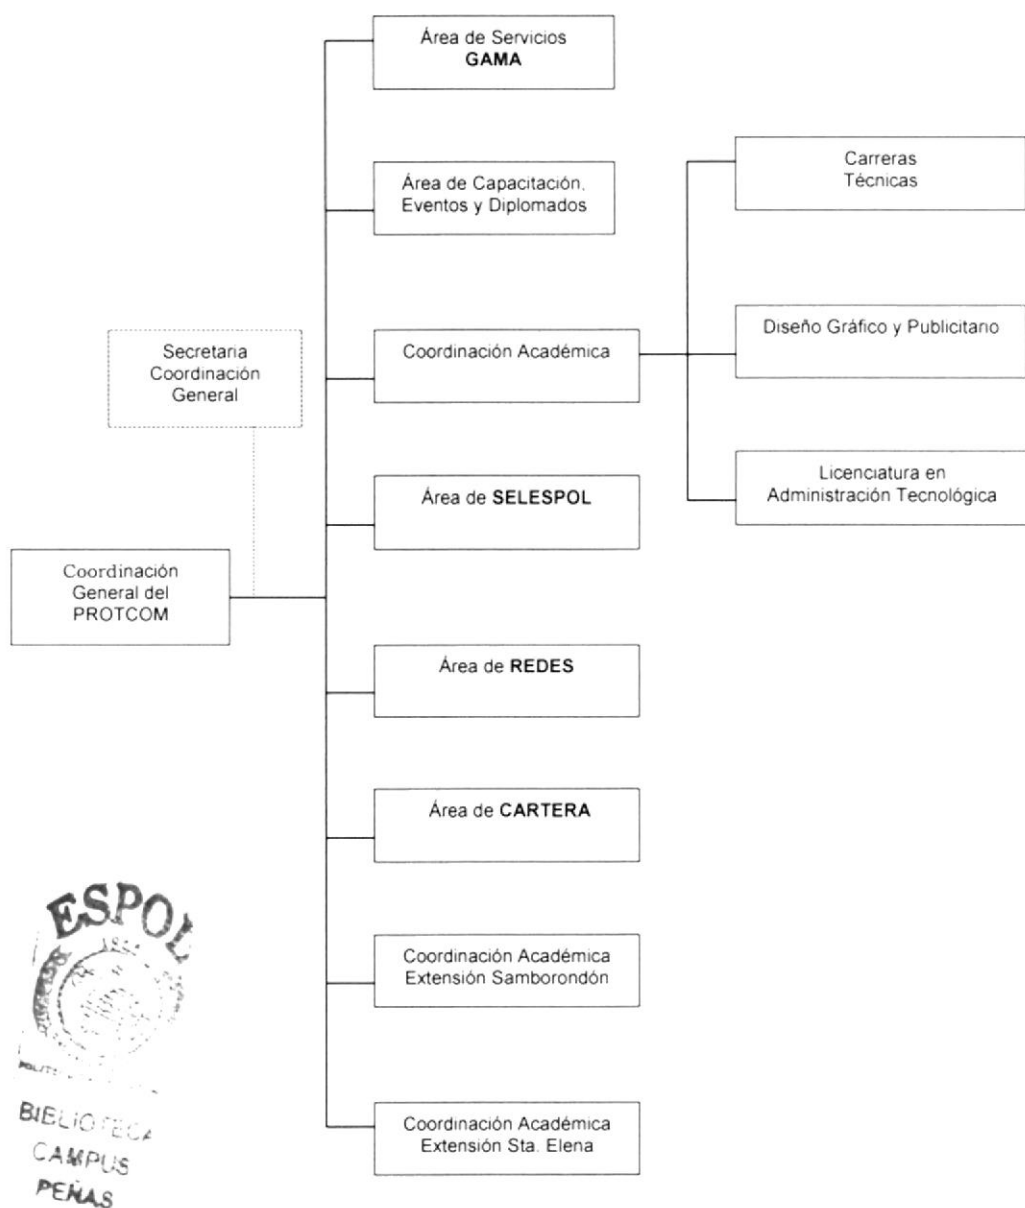 Área de Servicios
GAMA
Área de Capacitación,
Eventos y Diplomados
Carreras
Técnicas
Secretaria
Coordinación
General
Coordinación Académica
Diseño Gráfico y Publicitario
Área de SELESPOL
Licenciatura en
Administración Tecnológica
Coordinación
General del
PROTCOM
Área de REDES
Área de CARTERA
Coordinación Académica
Extensión Samborondón
Coordinación Académica
Extensión Sta. Elena
ESPOL
BIBLIOTECA
CAMPUS
PEÑAS